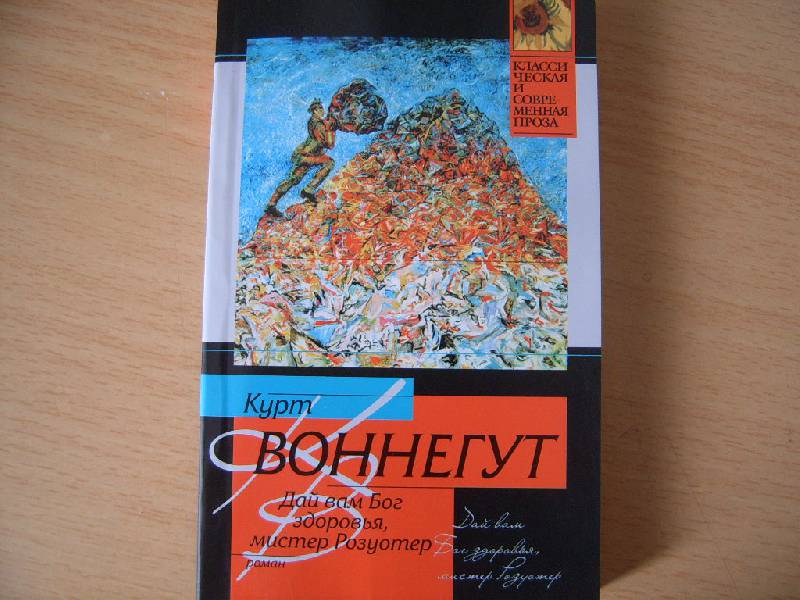 КЛАССИ
ЧЕСКАЯ
И
СОВРЕ
МЕННАЯ
ПРОЗА
Курт
ВОННЕГУТ
КВ
Дай вам Бог
здоровья,
мистер Розуотер
роман
Дай вам
Бог здоровья,
мистер Розуотер